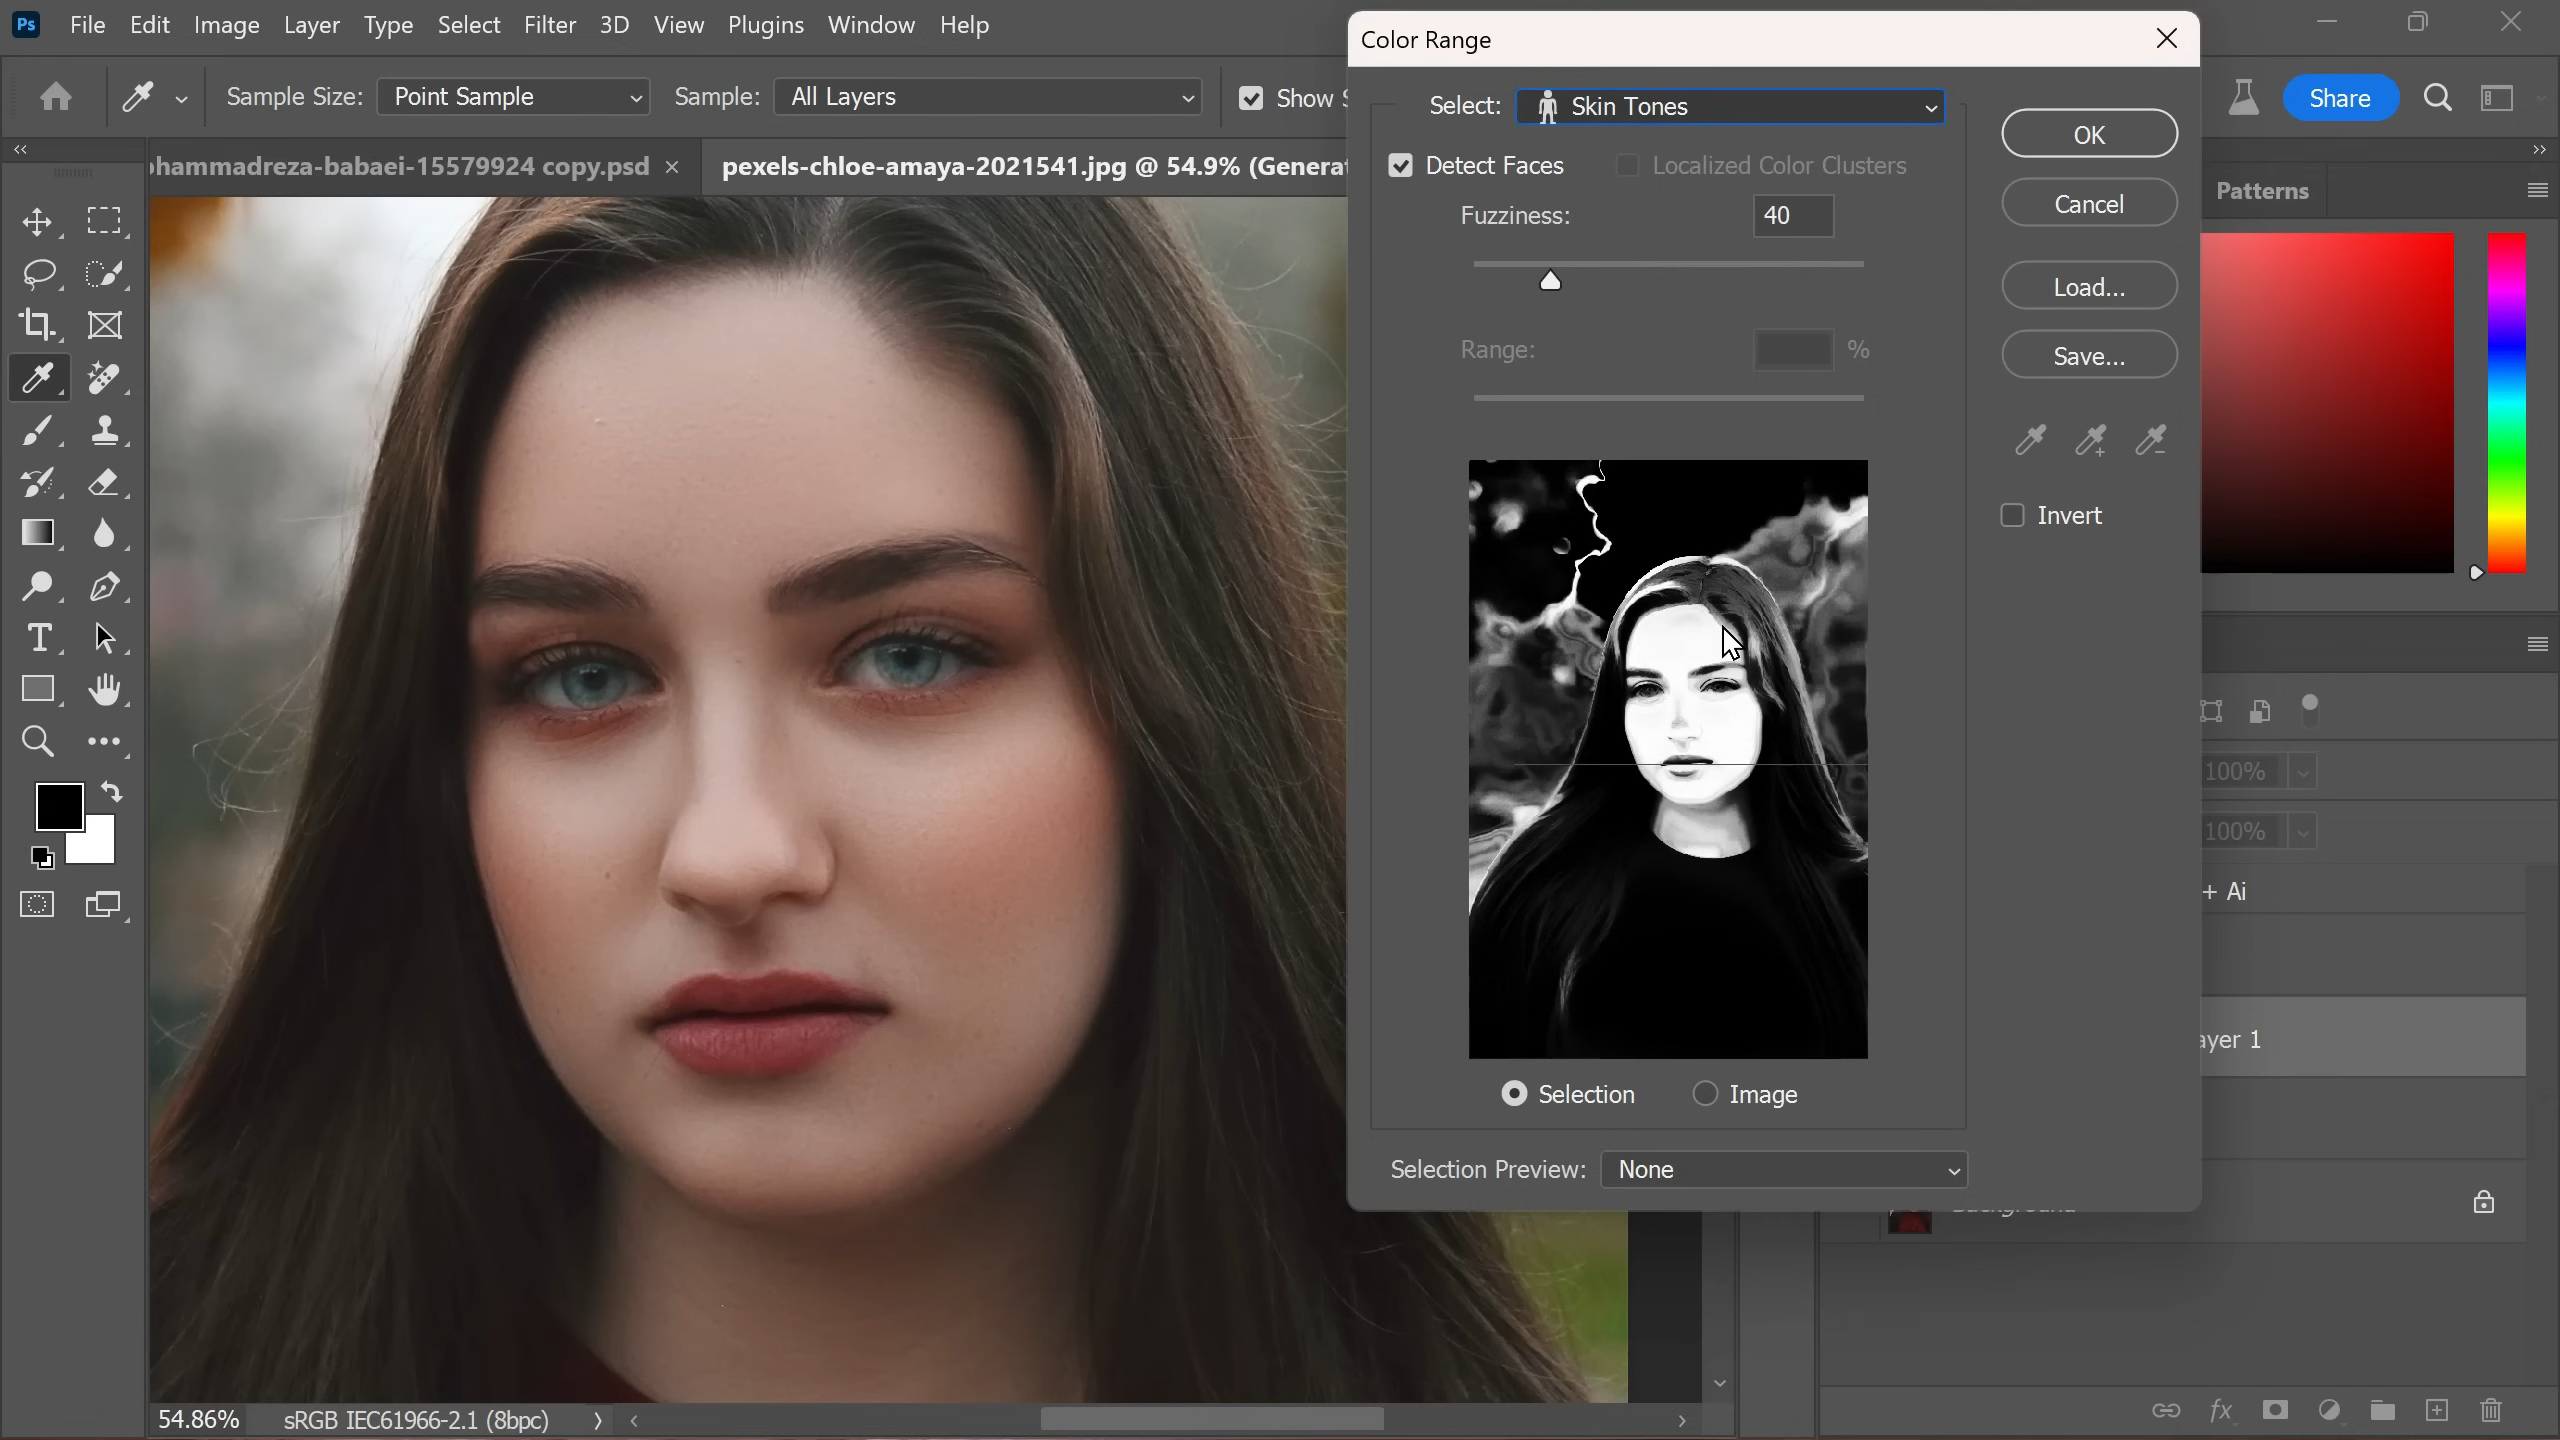 Ps File Edit Image Layer Type Select Filter 3D View Plugins Window Help
Color Range
Sample Size: Point Sample Sample: All Layers Show
Select: Skin Tones
OK
Share
hammadreza-babaei-15579924 copy.psd × pexels-chloe-amaya-2021541.jpg @ 54.9% (Generat
Detect Faces Localized Color Clusters
Cancel
Patterns
Fuzziness: 40
Load...
Range: %
Save...
Invert
100%
100%
+ Ai
ayer 1
Selection Image
Selection Preview: None
Background
54.86% sRGB IEC61966-2.1 (8bpc)
fx